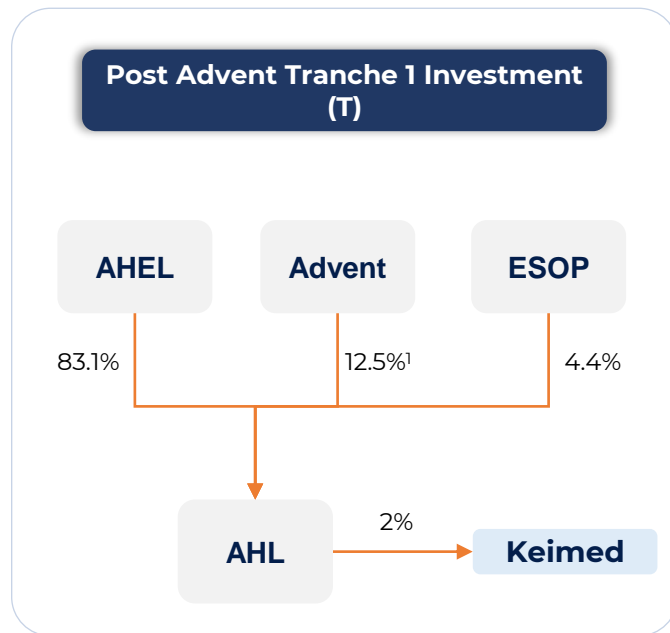 Post Advent Tranche 1 Investment
(T)
AHEL
Advent
ESOP
83.1%
12.5%¹
4.4%
AHL
2%
Keimed